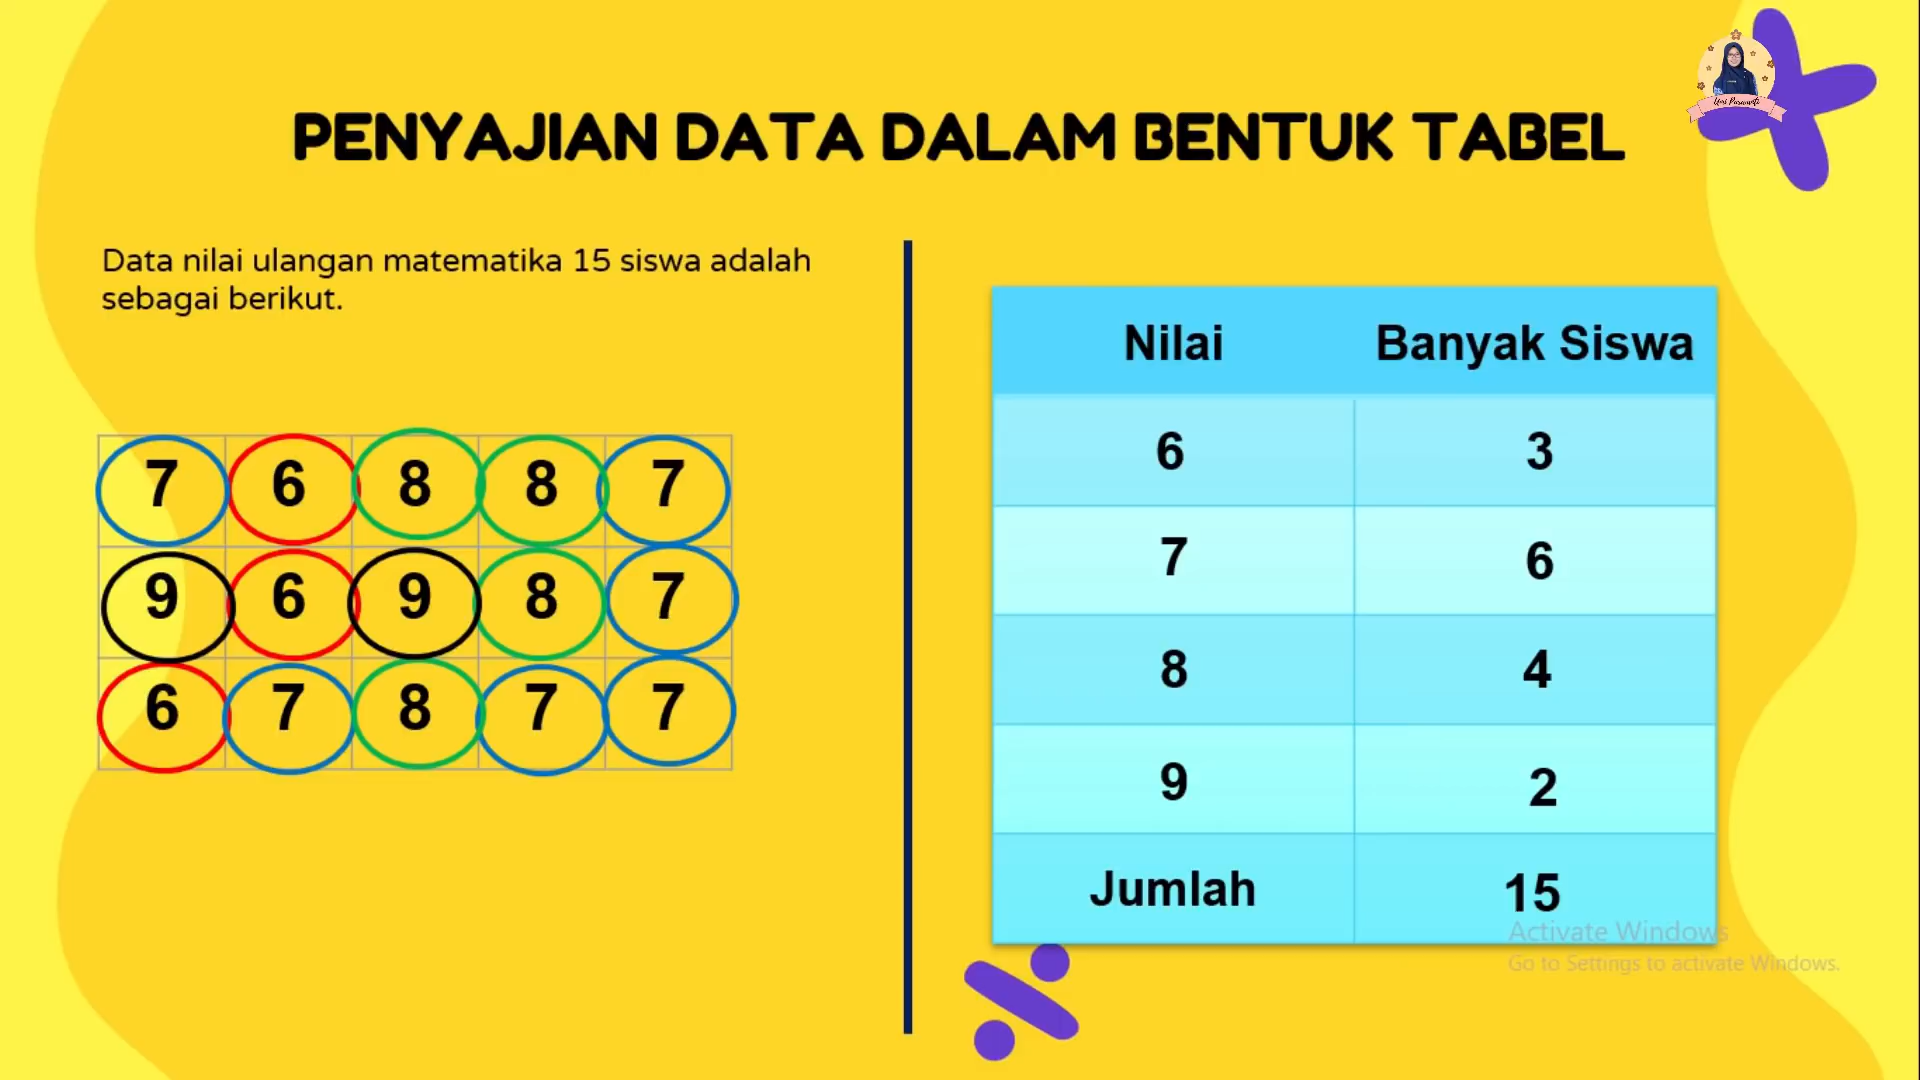 PENYAJIAN DATA DALAM BENTUK TABEL
Data nilai ulangan matematika 15 siswa adalah
sebagai berikut.
7 6 8 8 7
9 6 9 8 7
6 7 8 7 7
Nilai Banyak Siswa
6 3
7 6
8 4
9 2
Jumlah 15
Activate Windows
Go to Settings to activate Windows.